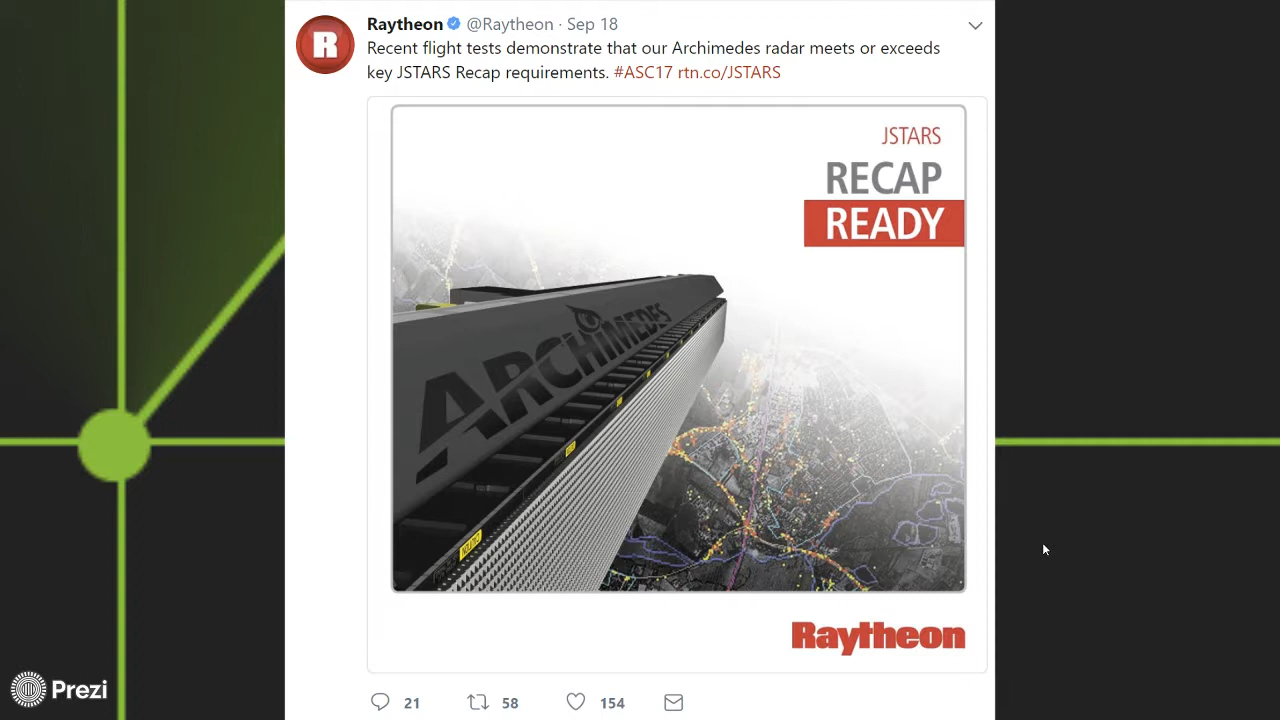 Raytheon @Raytheon · Sep 18
Recent flight tests demonstrate that our Archimedes radar meets or exceeds
key JSTARS Recap requirements. #ASC17 rtn.co/JSTARS
R
JSTARS
RECAP
READY
ARCHIMEDES
Raytheon
21 58 154
Prezi